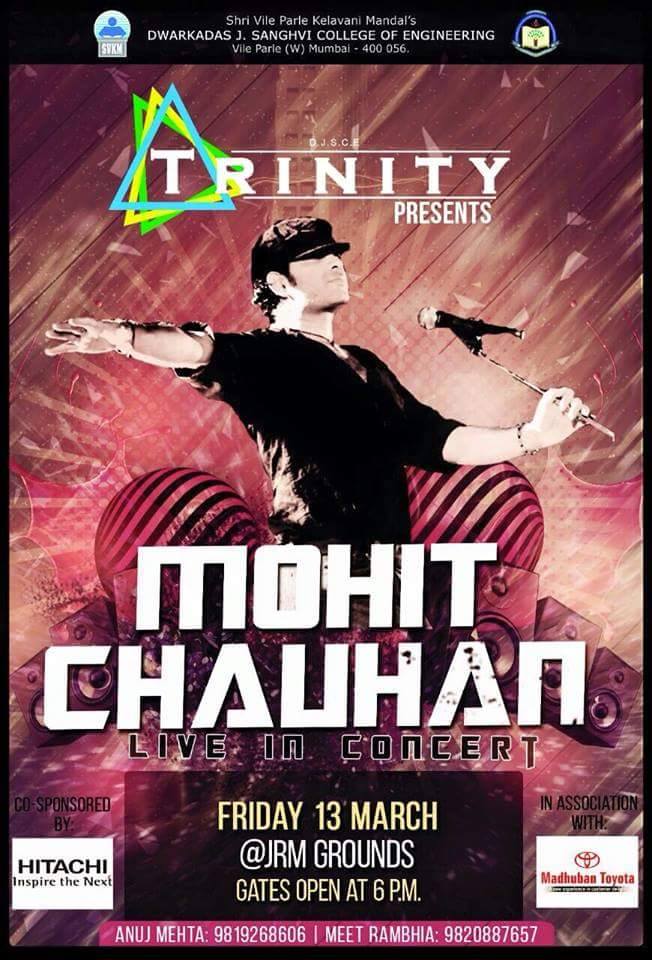 Shri Vile Parle Kelavani Mandal's
DWARKADAS J. SANGHVI COLLEGE OF ENGINEERING
Vile Parle (W) Mumbai - 400 056.
SVKM
D.J.S.C.E
TRINITY
PRESENTS
MOHIT
CHAUHAN
LIVE IN CONCERT
CO-SPONSORED
BY:
HITACHI
Inspire the Next
FRIDAY 13 MARCH
@JRM GROUNDS
GATES OPEN AT 6 P.M.
IN ASSOCIATION
WITH:
Madhuban Toyota
ANUJ MEHTA: 9819268606 | MEET RAMBHIA: 9820887657